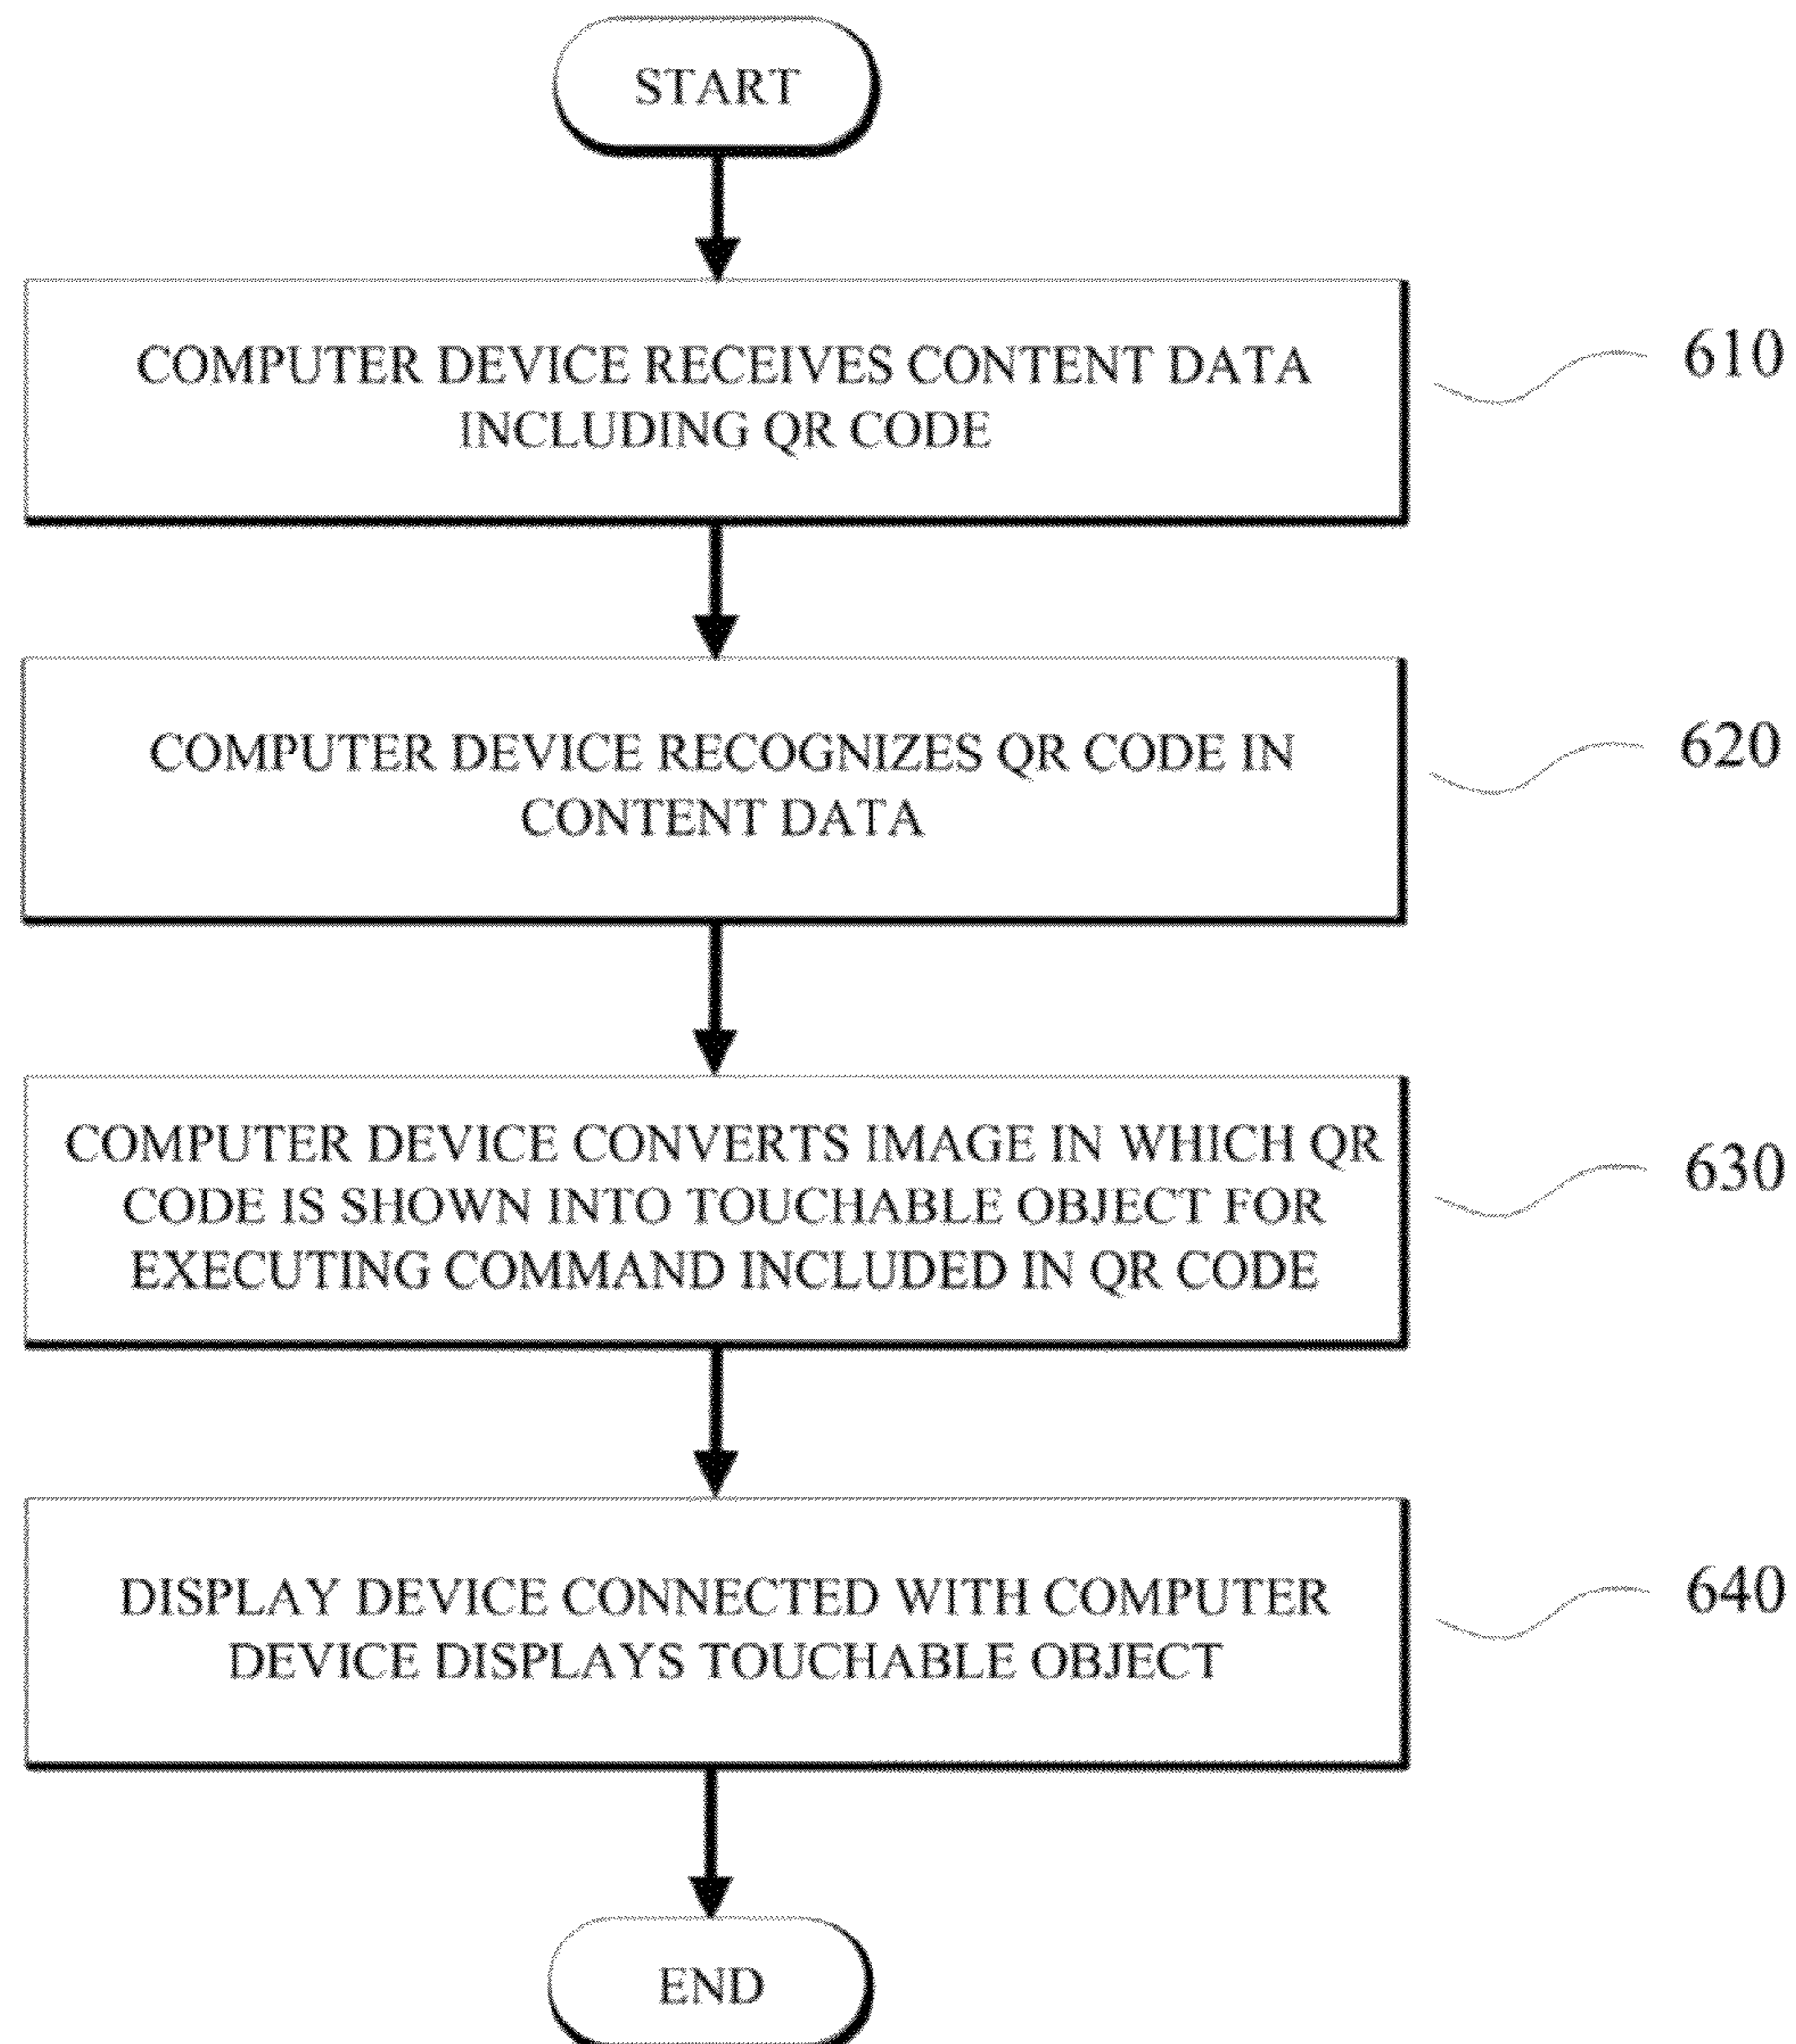 START
COMPUTER DEVICE RECEIVES CONTENT DATA
INCLUDING QR CODE
610
COMPUTER DEVICE RECOGNIZES QR CODE IN
CONTENT DATA
620
COMPUTER DEVICE CONVERTS IMAGE IN WHICH QR
CODE IS SHOWN INTO TOUCHABLE OBJECT FOR
EXECUTING COMMAND INCLUDED IN QR CODE
630
DISPLAY DEVICE CONNECTED WITH COMPUTER
DEVICE DISPLAYS TOUCHABLE OBJECT
640
END